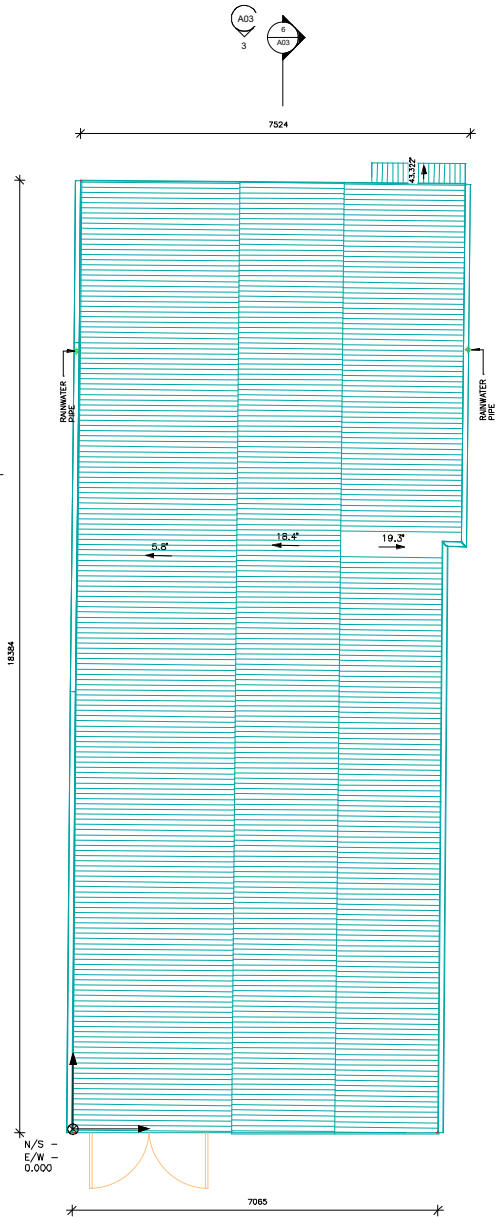 A03
3
6
A03
7524
43.322°
RAINWATER
PIPE
RAINWATER
PIPE
5.8°
18.4°
19.3°
18384
N/S -
E/W -
0.000
7065